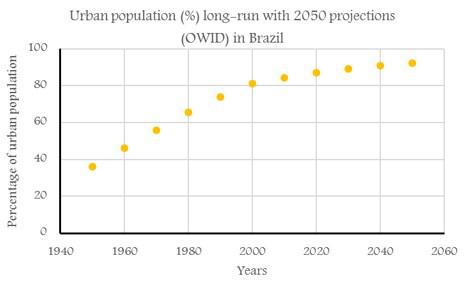 Urban population (%) long-run with 2050 projections
(OWID) in Brazil
Percentage of urban population
100
80
60
40
20
0
1940 1960 1980 2000 2020 2040 2060
Years